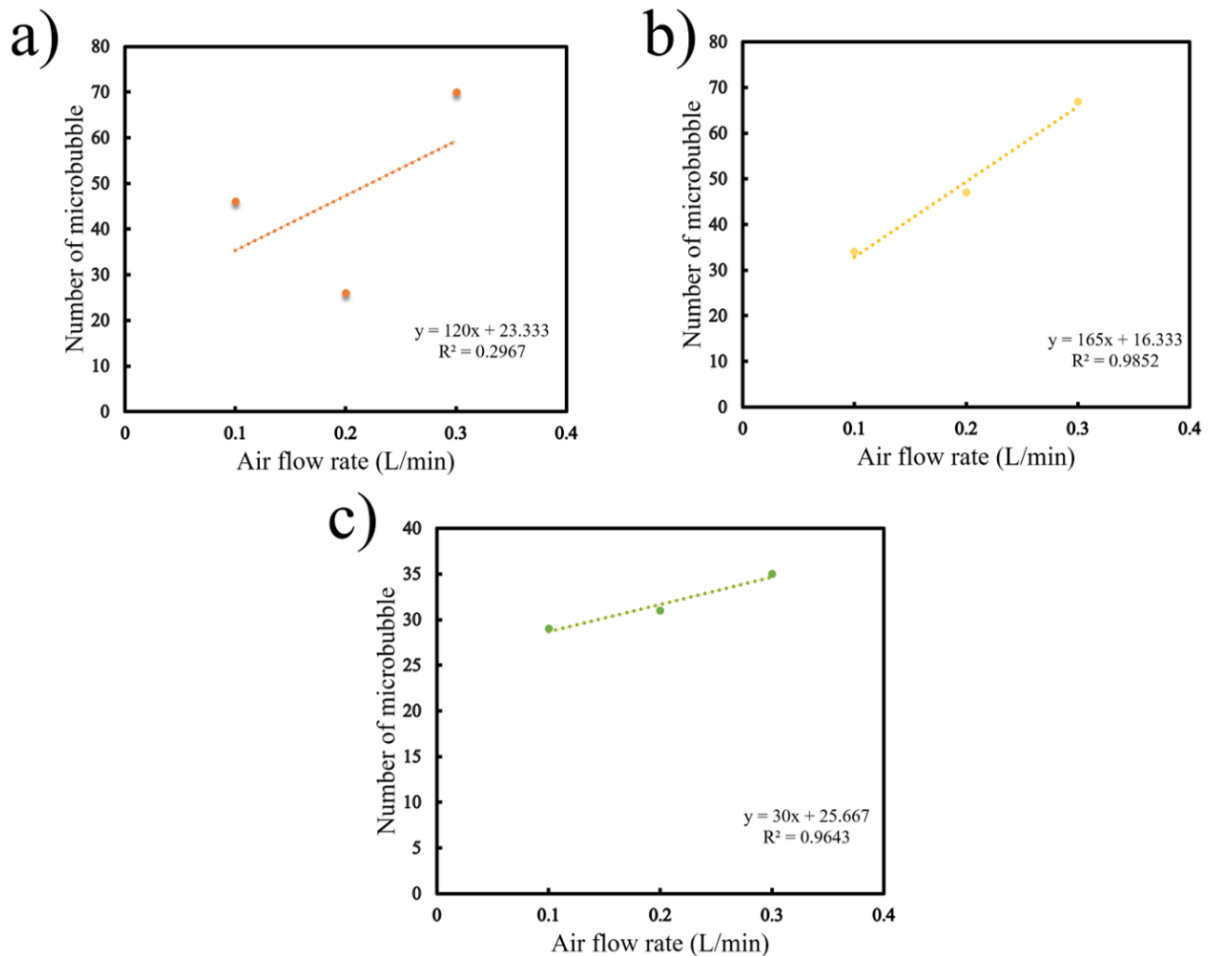 a)
80
70
60
50
40
30
20
10
0
Number of microbubble
0 0.1 0.2 0.3 0.4
Air flow rate (L/min)
y = 120x + 23.333
R² = 0.2967
b)
80
70
60
50
40
30
20
10
0
Number of microbubble
0 0.1 0.2 0.3 0.4
Air flow rate (L/min)
y = 165x + 16.333
R² = 0.9852
c)
40
35
30
25
20
15
10
5
0
Number of microbubble
0 0.1 0.2 0.3 0.4
Air flow rate (L/min)
y = 30x + 25.667
R² = 0.9643